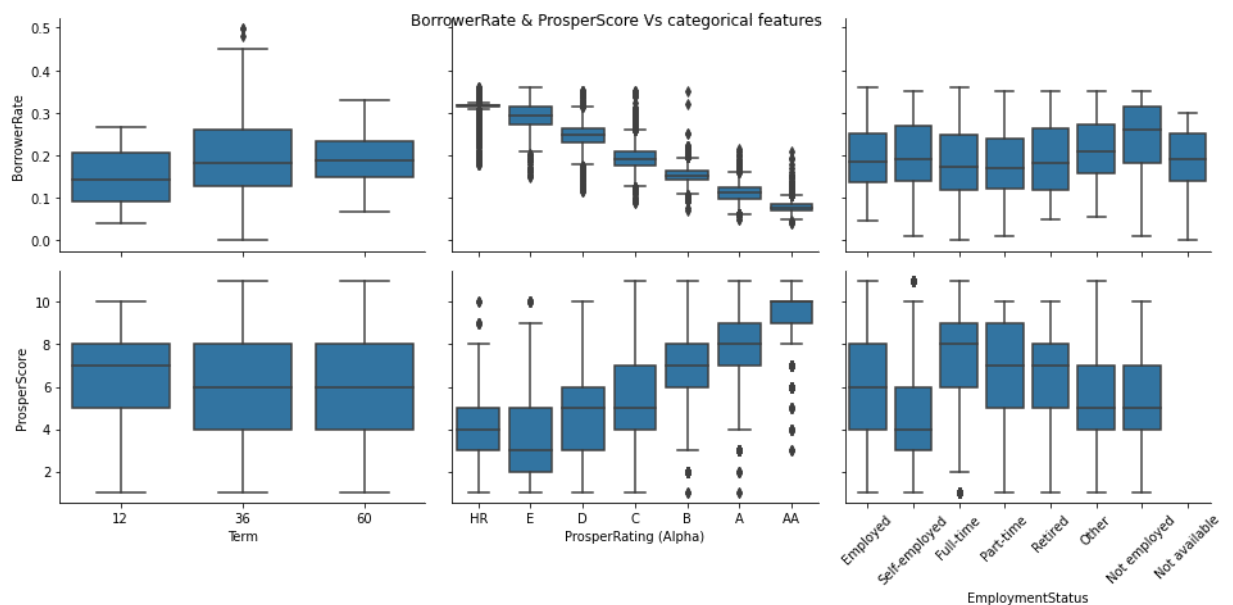 BorrowerRate & ProsperScore Vs categorical features
0.5
0.4
0.3
0.2
0.1
0.0
BorrowerRate
10
8
6
4
2
ProsperScore
12 36 60
Term
HR E D C B A AA
ProsperRating (Alpha)
Employed
Self-employed
Full-time
Part-time
Retired
Other
Not employed
Not available
EmploymentStatus